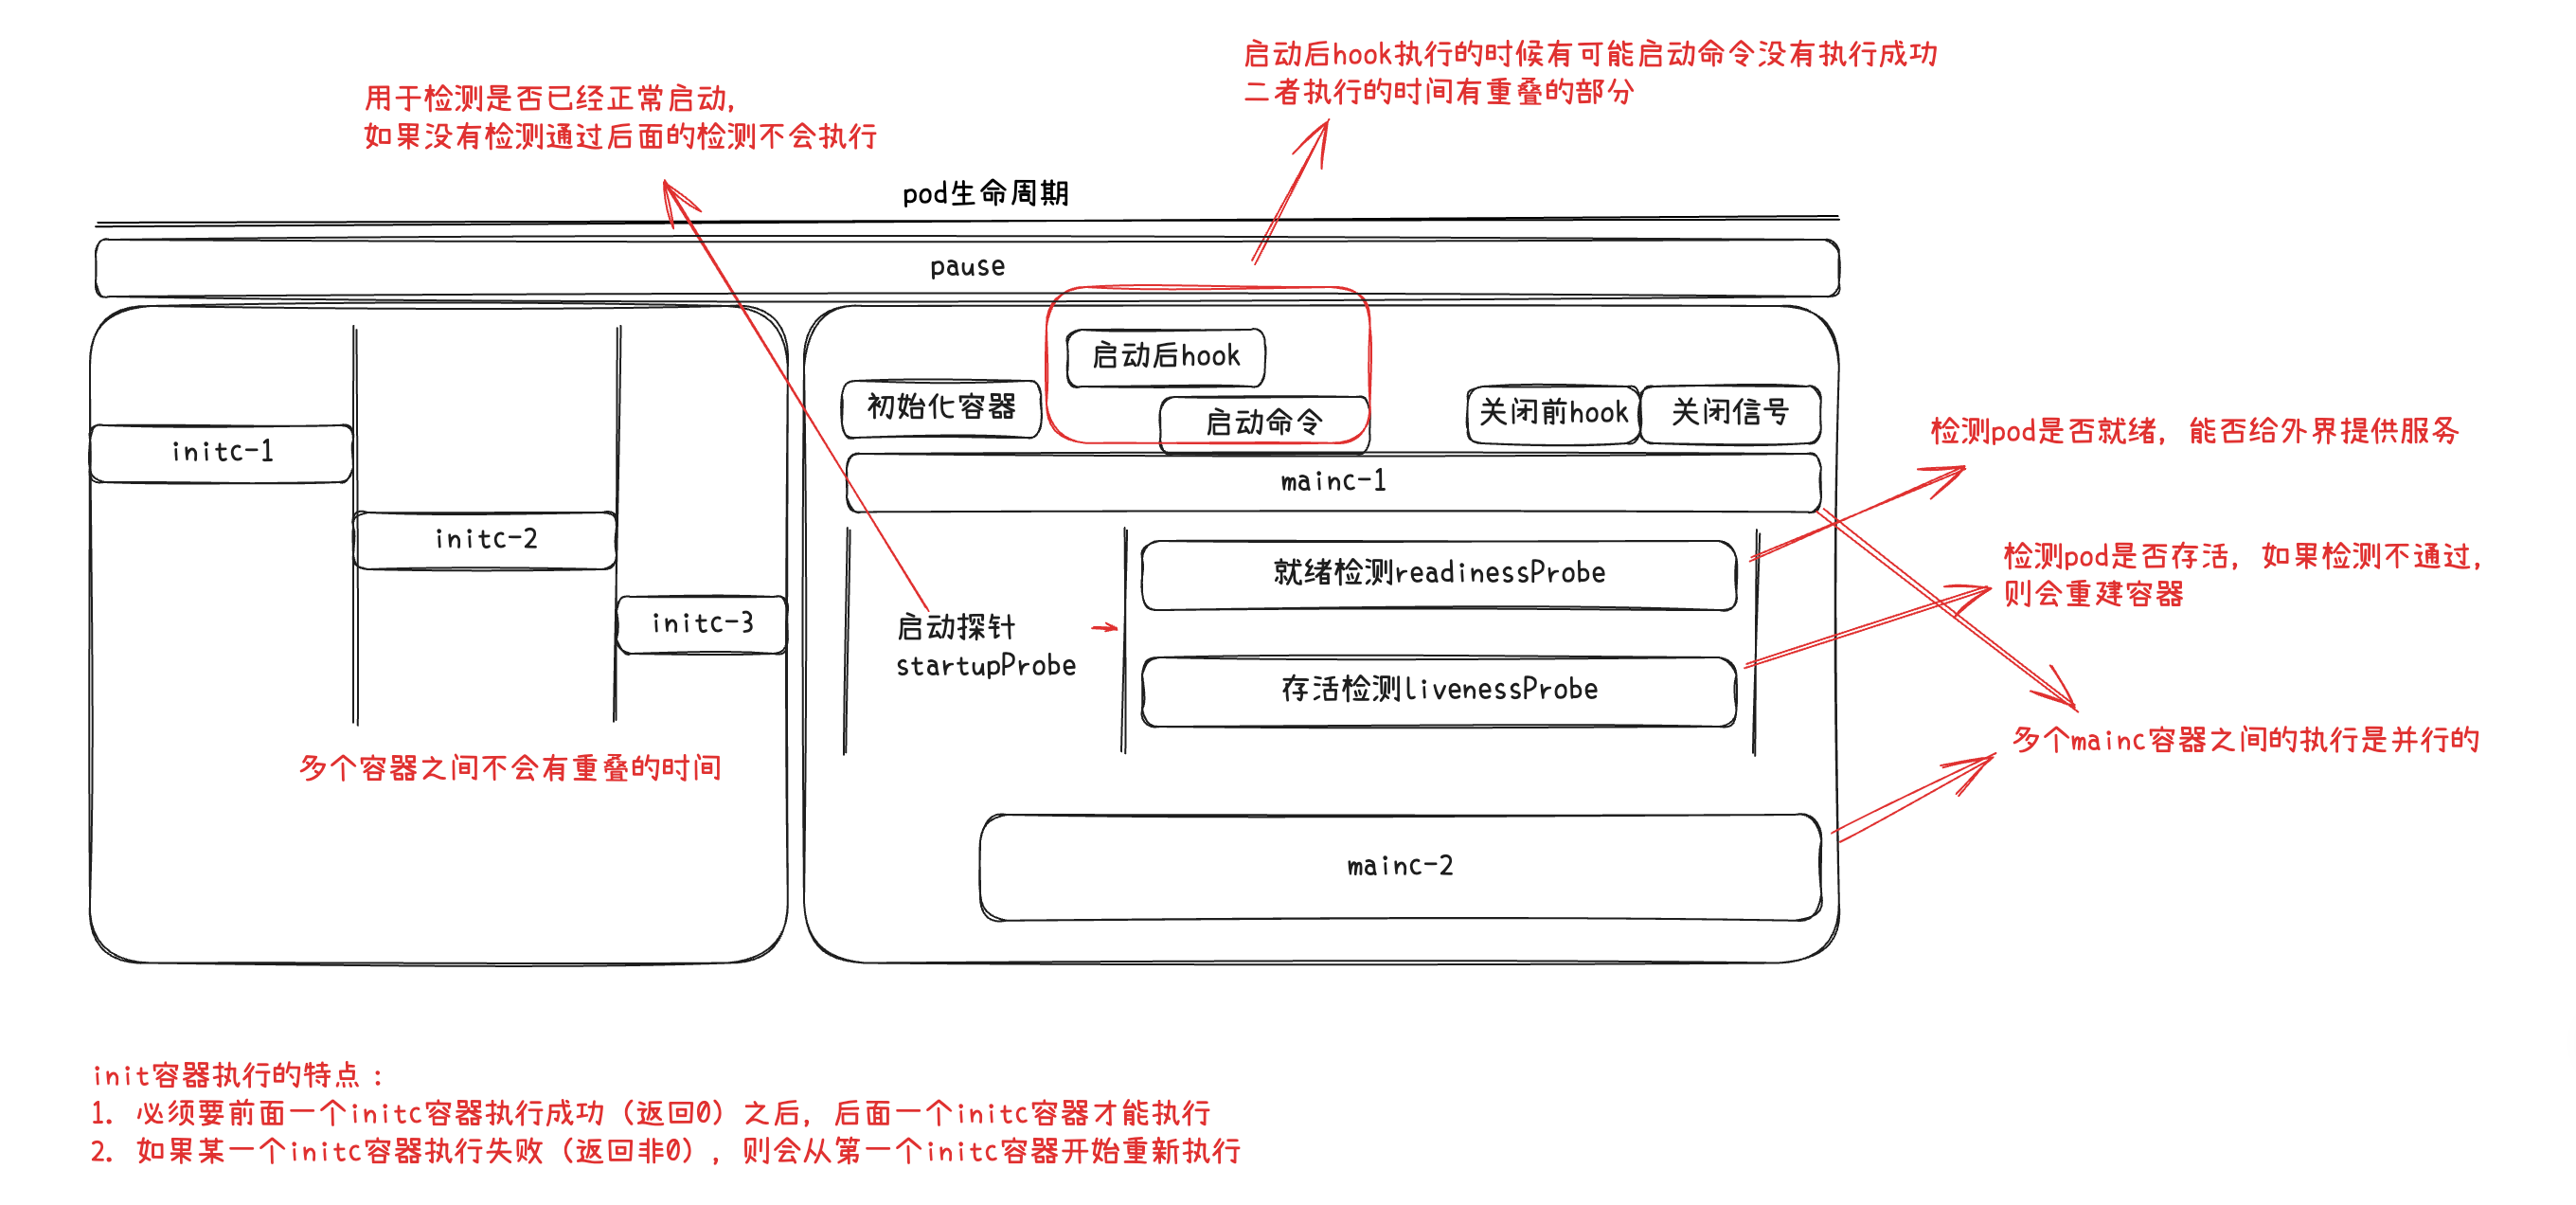 启动后hook执行的时候有可能启动命令没有执行成功
二者执行的时间有重叠的部分
用于检测是否已经正常启动,
如果没有检测通过后面的检测不会执行
pod生命周期
pause
启动后hook
初始化容器
启动命令
关闭前hook
关闭信号
检测pod是否就绪, 能否给外界提供服务
initc-1
mainc-1
initc-2
就绪检测readinessProbe
检测pod是否存活, 如果检测不通过,
则会重建容器
initc-3
启动探针
startupProbe
存活检测livenessProbe
多个容器之间不会有重叠的时间
多个mainc容器之间的执行是并行的
mainc-2
init容器执行的特点：
1. 必须要前面一个initc容器执行成功（返回0）之后, 后面一个initc容器才能执行
2. 如果某一个initc容器执行失败（返回非0）, 则会从第一个initc容器开始重新执行